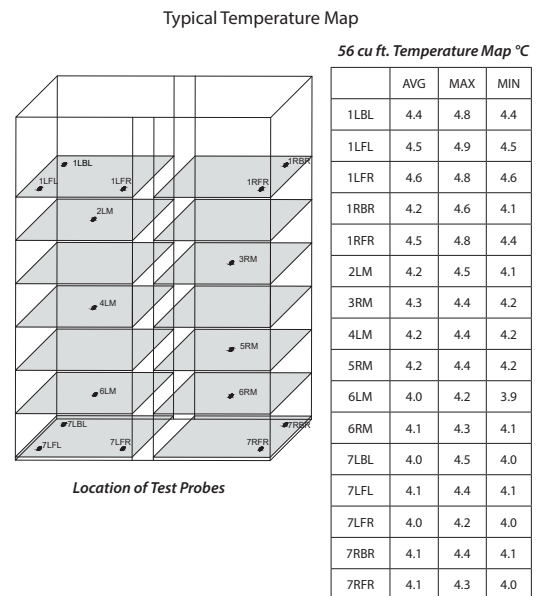 Typical Temperature Map
56 cu ft. Temperature Map °C
AVG MAX MIN
1LBL 4.4 4.8 4.4
1LFL 4.5 4.9 4.5
1LFR 4.6 4.8 4.6
1RBR 4.2 4.6 4.1
1RFR 4.5 4.8 4.4
2LM 4.2 4.5 4.1
3RM 4.3 4.4 4.2
4LM 4.2 4.4 4.2
5RM 4.2 4.4 4.2
6LM 4.0 4.2 3.9
6RM 4.1 4.3 4.1
7LBL 4.0 4.5 4.0
7LFL 4.1 4.4 4.1
7LFR 4.0 4.2 4.0
7RBR 4.1 4.4 4.1
7RFR 4.1 4.3 4.0
1LBL 1RBR
1LFL 1LFR 1RFR
2LM
3RM
4LM
5RM
6LM 6RM
7LBL 7RBR
7LFL 7LFR 7RFR
Location of Test Probes